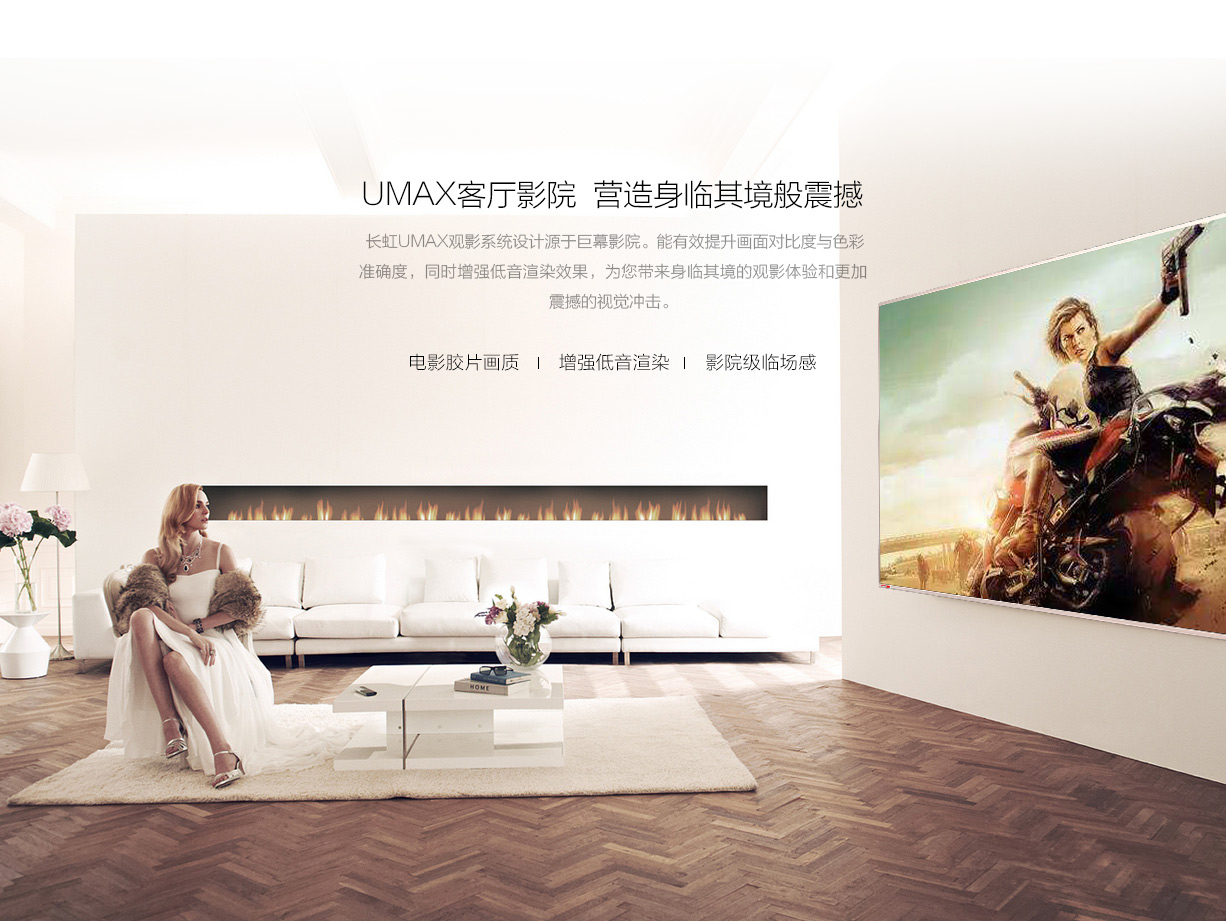 UMAX客厅影院 营造身临其境般震撼
长虹UMAX观影系统设计源于巨幕影院。能有效提升画面对比度与色彩
准确度，同时增强低音渲染效果，为您带来身临其境的观影体验和更加
震撼的视觉冲击。
电影胶片画质 | 增强低音渲染 | 影院级临场感
HOME